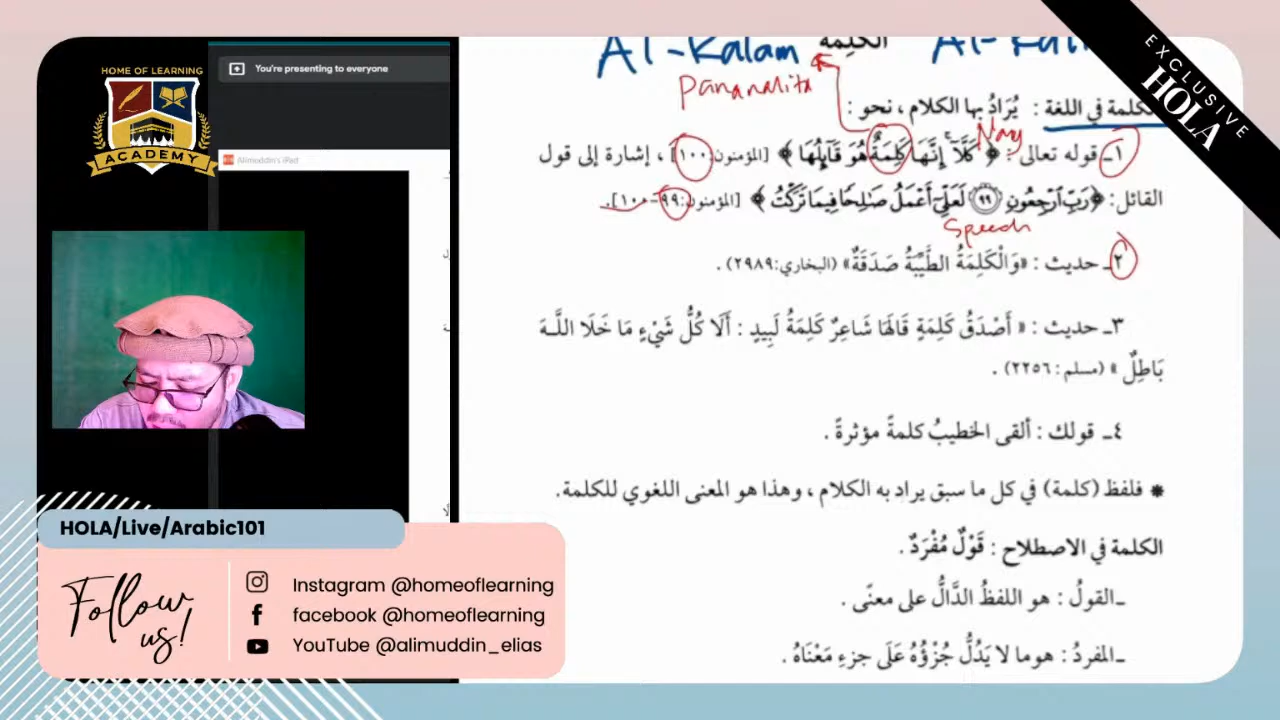 HOME OF LEARNING
ACADEMY
You're presenting to everyone
Alimuddin's iPad
EXCLUSIVE
HOLA
Al-Kalam
الكلمة
Pananalita
الكلمة في اللغة : يُرَادُ بها الكلام ، نحو :
Nay
١ـ قوله تعالى : ﴿ كَلَّآ إِنَّهَا كَلِمَةٌ هُوَ قَآئِلُهَا ﴾ [المؤمنون:١٠٠] ، إشارة إلى قول
القائل: ﴿ رَبِّ ٱرْجِعُونِ ٩٩ لَعَلِّىٓ أَعْمَلُ صَـٰلِحًا فِيمَا تَرَكْتُ ﴾ [المؤمنون:٩٩-١٠٠].
Speech
٢ـ حديث : «وَالْكَلِمَةُ الطَّيِّبَةُ صَدَقَةٌ» (البخاري:٢٩٨٩) .
٣ـ حديث : « أَصْدَقُ كَلِمَةٍ قَالَهَا شَاعِرٌ كَلِمَةُ لَبِيدٍ : أَلَا كُلُّ شَيْءٍ مَا خَلَا اللَّـهَ
بَاطِلٌ » (مسلم:٢٢٥٦) .
٤ـ قولك : ألقى الخطيبُ كلمةً مؤثرةً .
* فلفظ (كلمة) في كل ما سبق يراد به الكلام ، وهذا هو المعنى اللغوي للكلمة.
الكلمة في الاصطلاح : قَوْلٌ مُفْرَدٌ .
ـ القولُ : هو اللفظُ الدَّالُّ على معنًى .
ـ المفردُ : هو ما لا يَدُلُّ جُزْؤُهُ عَلَى جزءِ مَعْنَاهُ .
HOLA/Live/Arabic101
Follow us!
Instagram @homeoflearning
facebook @homeoflearning
YouTube @alimuddin_elias